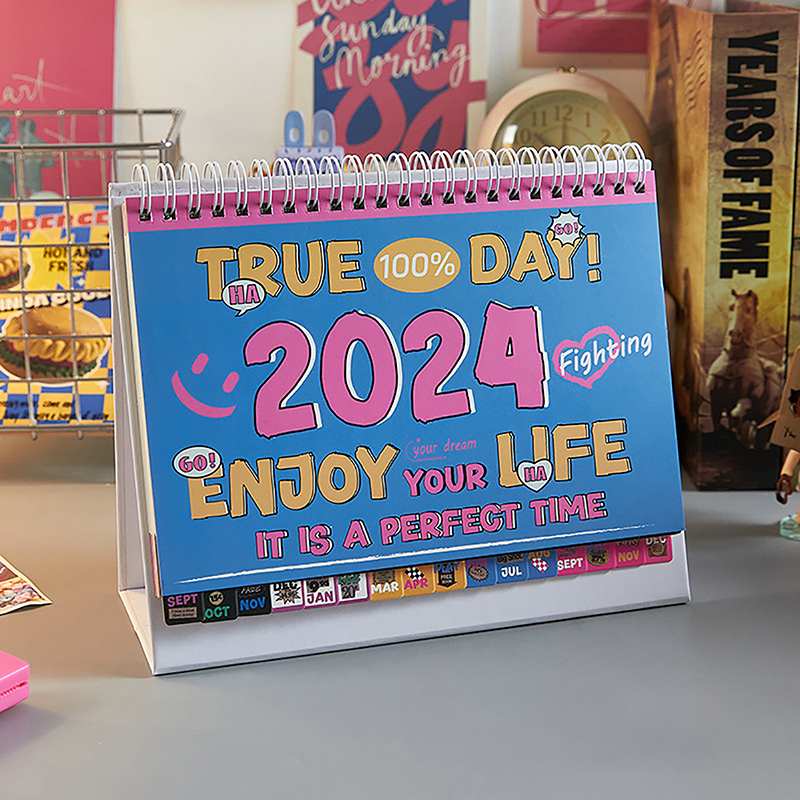 Sunday
Morning
YEARS OF FAME
HOT AND
FRESH
TRUE 100% DAY!
GO!
HA
2024
Fighting
GO!
your dream
ENJOY YOUR LIFE
HA
IT IS A PERFECT TIME
SEPT OCT NOV DEC JAN MAR APR JUL AUG SEPT NOV DEC